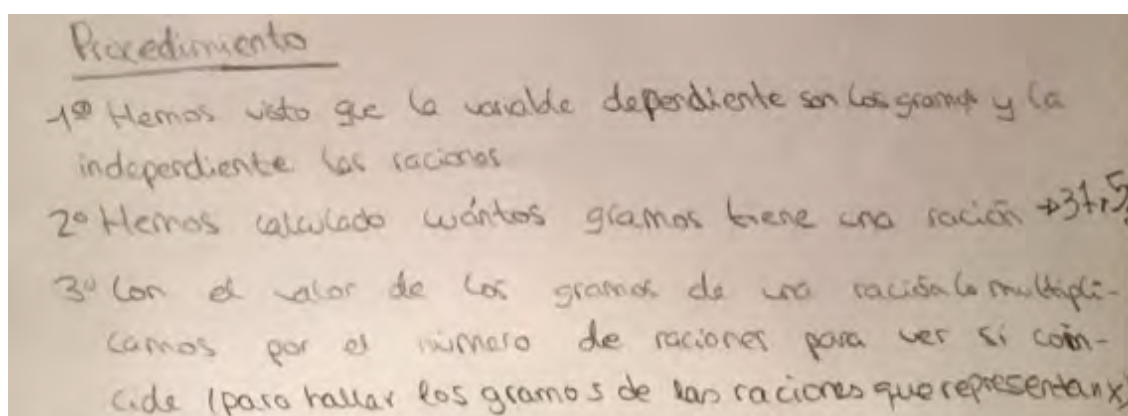 Procedimiento
1º Hemos visto que la variable dependiente son los gramos y la
independiente las raciones
2º Hemos calculado cuántos gramos tiene una ración → 37,5
3º Con el valor de los gramos de una ración lo multipli-
camos por el número de raciones para ver si coin-
cide (para hallar los gramos de las raciones que representan x)